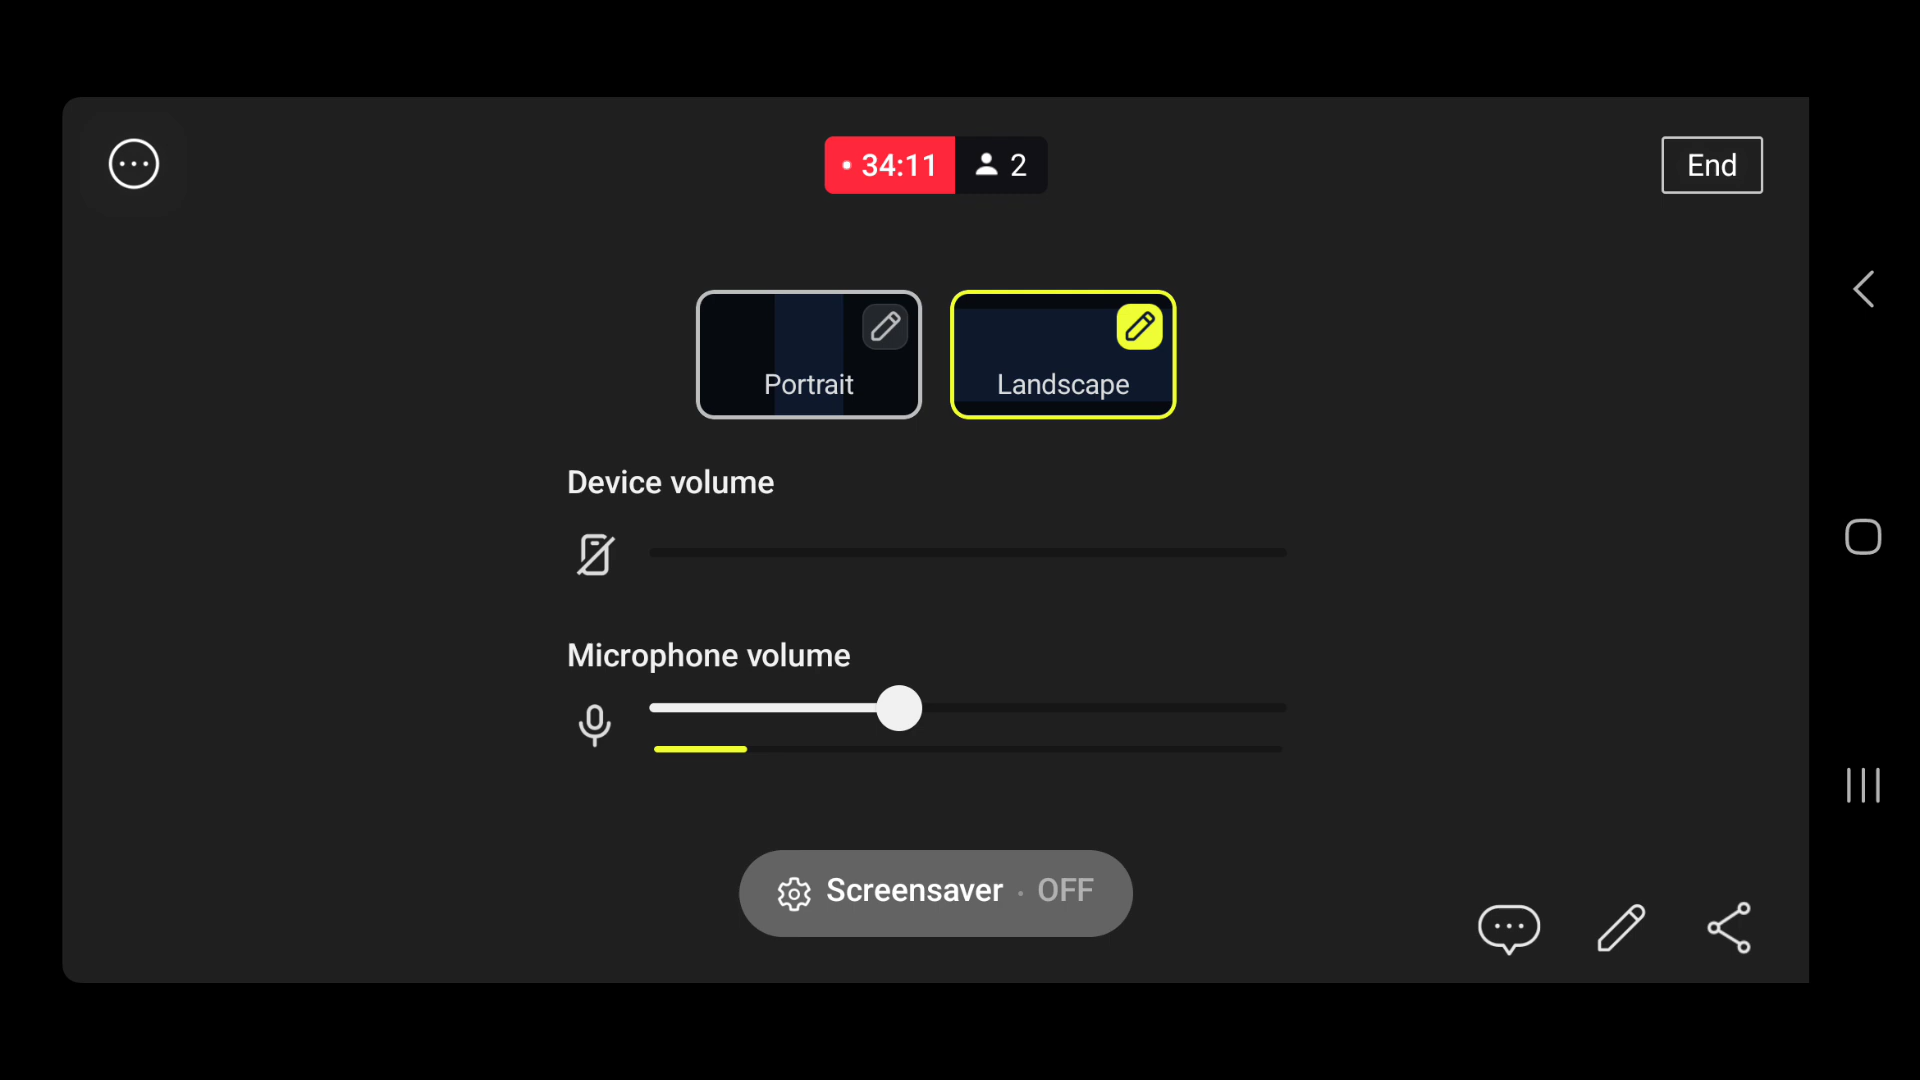 34:11
2
End
Portrait
Landscape
Device volume
Microphone volume
Screensaver · OFF